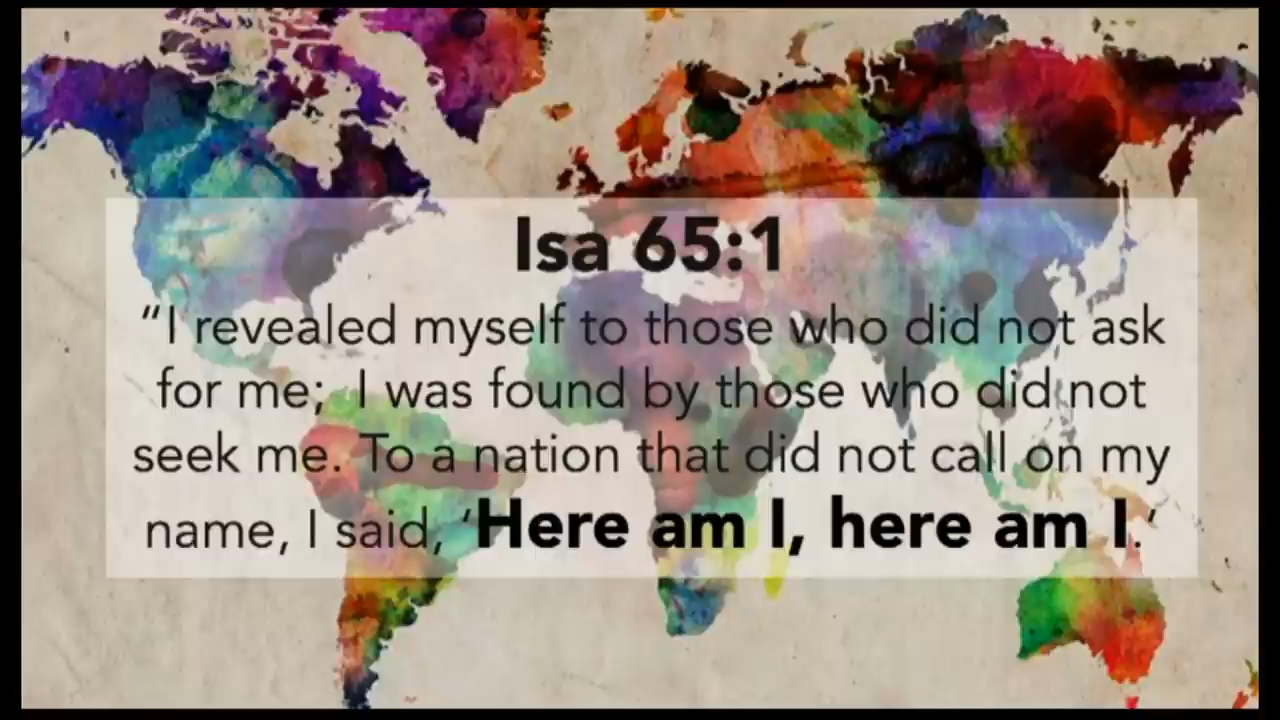 Isa 65:1
“I revealed myself to those who did not ask
for me; I was found by those who did not
seek me. To a nation that did not call on my
name, I said, ‘Here am I, here am I.‘